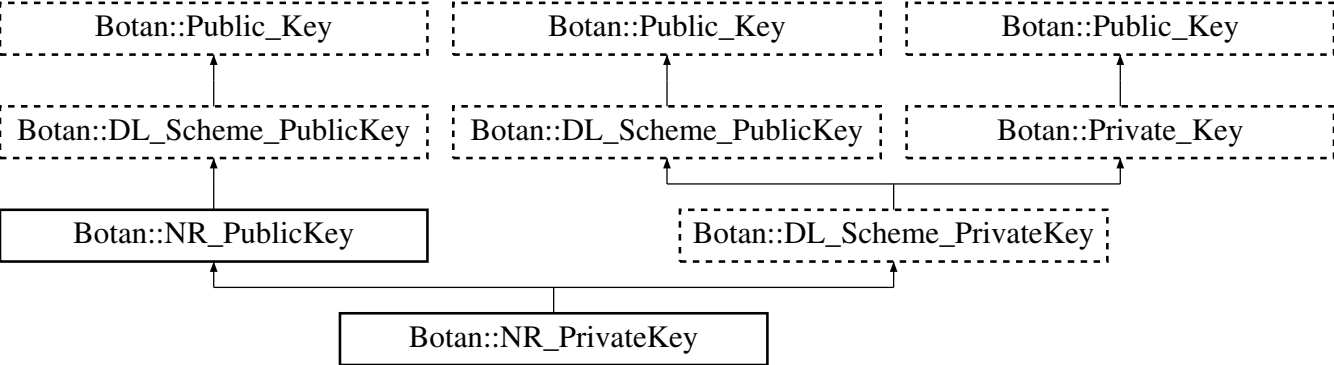 Botan::Public_Key
Botan::Public_Key
Botan::Public_Key
Botan::DL_Scheme_PublicKey
Botan::DL_Scheme_PublicKey
Botan::Private_Key
Botan::NR_PublicKey
Botan::DL_Scheme_PrivateKey
Botan::NR_PrivateKey